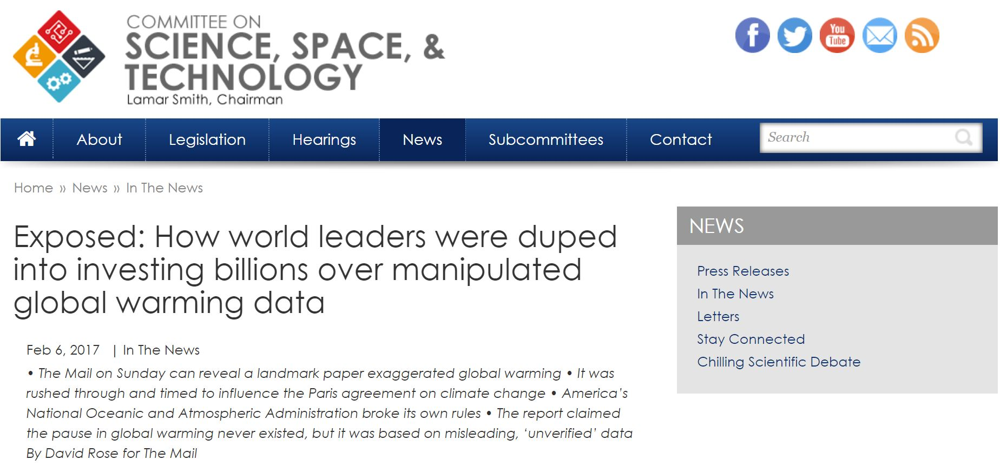 COMMITTEE ON
SCIENCE, SPACE, &
TECHNOLOGY
Lamar Smith, Chairman
f
You
Tube
About
Legislation
Hearings
News
Subcommittees
Contact
Search
Home » News » In The News
Exposed: How world leaders were duped
into investing billions over manipulated
global warming data
Feb 6, 2017 | In The News
• The Mail on Sunday can reveal a landmark paper exaggerated global warming • It was
rushed through and timed to influence the Paris agreement on climate change • America’s
National Oceanic and Atmospheric Administration broke its own rules • The report claimed
the pause in global warming never existed, but it was based on misleading, ‘unverified’ data
By David Rose for The Mail
NEWS
Press Releases
In The News
Letters
Stay Connected
Chilling Scientific Debate